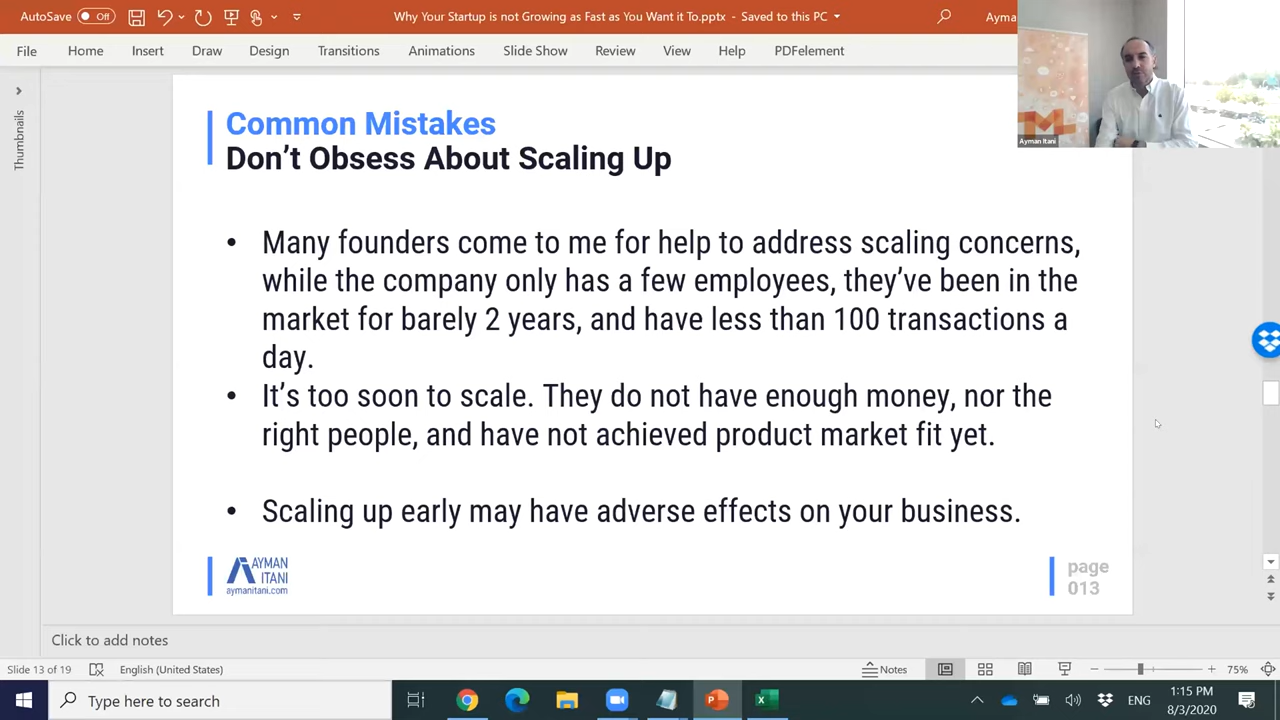 AutoSave Off
Why Your Startup is not Growing as Fast as You Want it To.pptx - Saved to this PC
Ayma
File Home Insert Draw Design Transitions Animations Slide Show Review View Help PDFelement
Ayman Itani
Thumbnails
Common Mistakes
Don’t Obsess About Scaling Up
• Many founders come to me for help to address scaling concerns,
while the company only has a few employees, they’ve been in the
market for barely 2 years, and have less than 100 transactions a
day.
• It’s too soon to scale. They do not have enough money, nor the
right people, and have not achieved product market fit yet.
• Scaling up early may have adverse effects on your business.
AYMAN
ITANI
aymanitani.com
page
013
Click to add notes
Slide 13 of 19 English (United States) Notes 75%
Type here to search
ENG
1:15 PM
8/3/2020